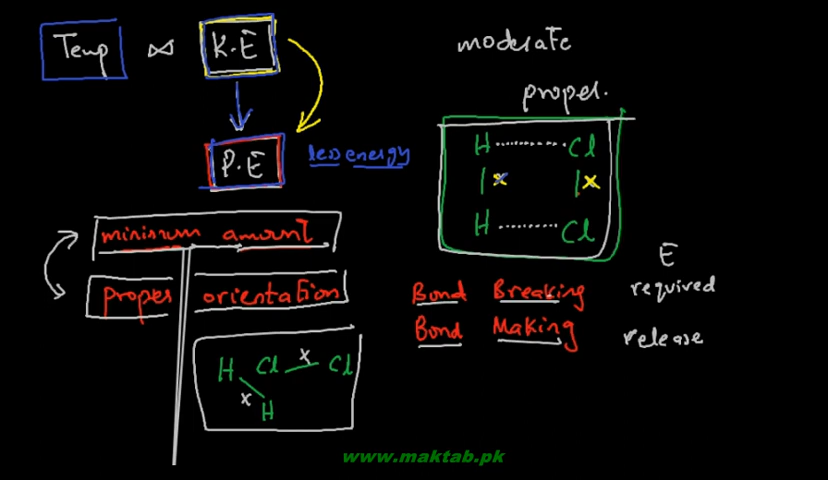 Temp ⋈ K.E
P.E less energy
minimum amount
proper orientation
H Cl Cl
x
x
H
moderate
proper.
H ........ Cl
| x | x
H ........ Cl
Bond Breaking E required
Bond Making release
www.maktab.pk